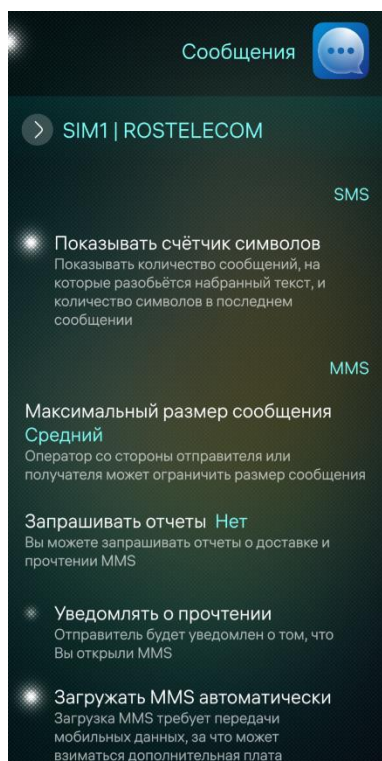 Сообщения
SIM1 | ROSTELECOM
SMS
Показывать счётчик символов
Показывать количество сообщений, на
которые разобьётся набранный текст, и
количество символов в последнем
сообщении
MMS
Максимальный размер сообщения
Средний
Оператор со стороны отправителя или
получателя может ограничить размер сообщения
Запрашивать отчеты Нет
Вы можете запрашивать отчеты о доставке и
прочтении MMS
Уведомлять о прочтении
Отправитель будет уведомлен о том, что
Вы открыли MMS
Загружать MMS автоматически
Загрузка MMS требует передачи
мобильных данных, за что может
взиматься дополнительная плата